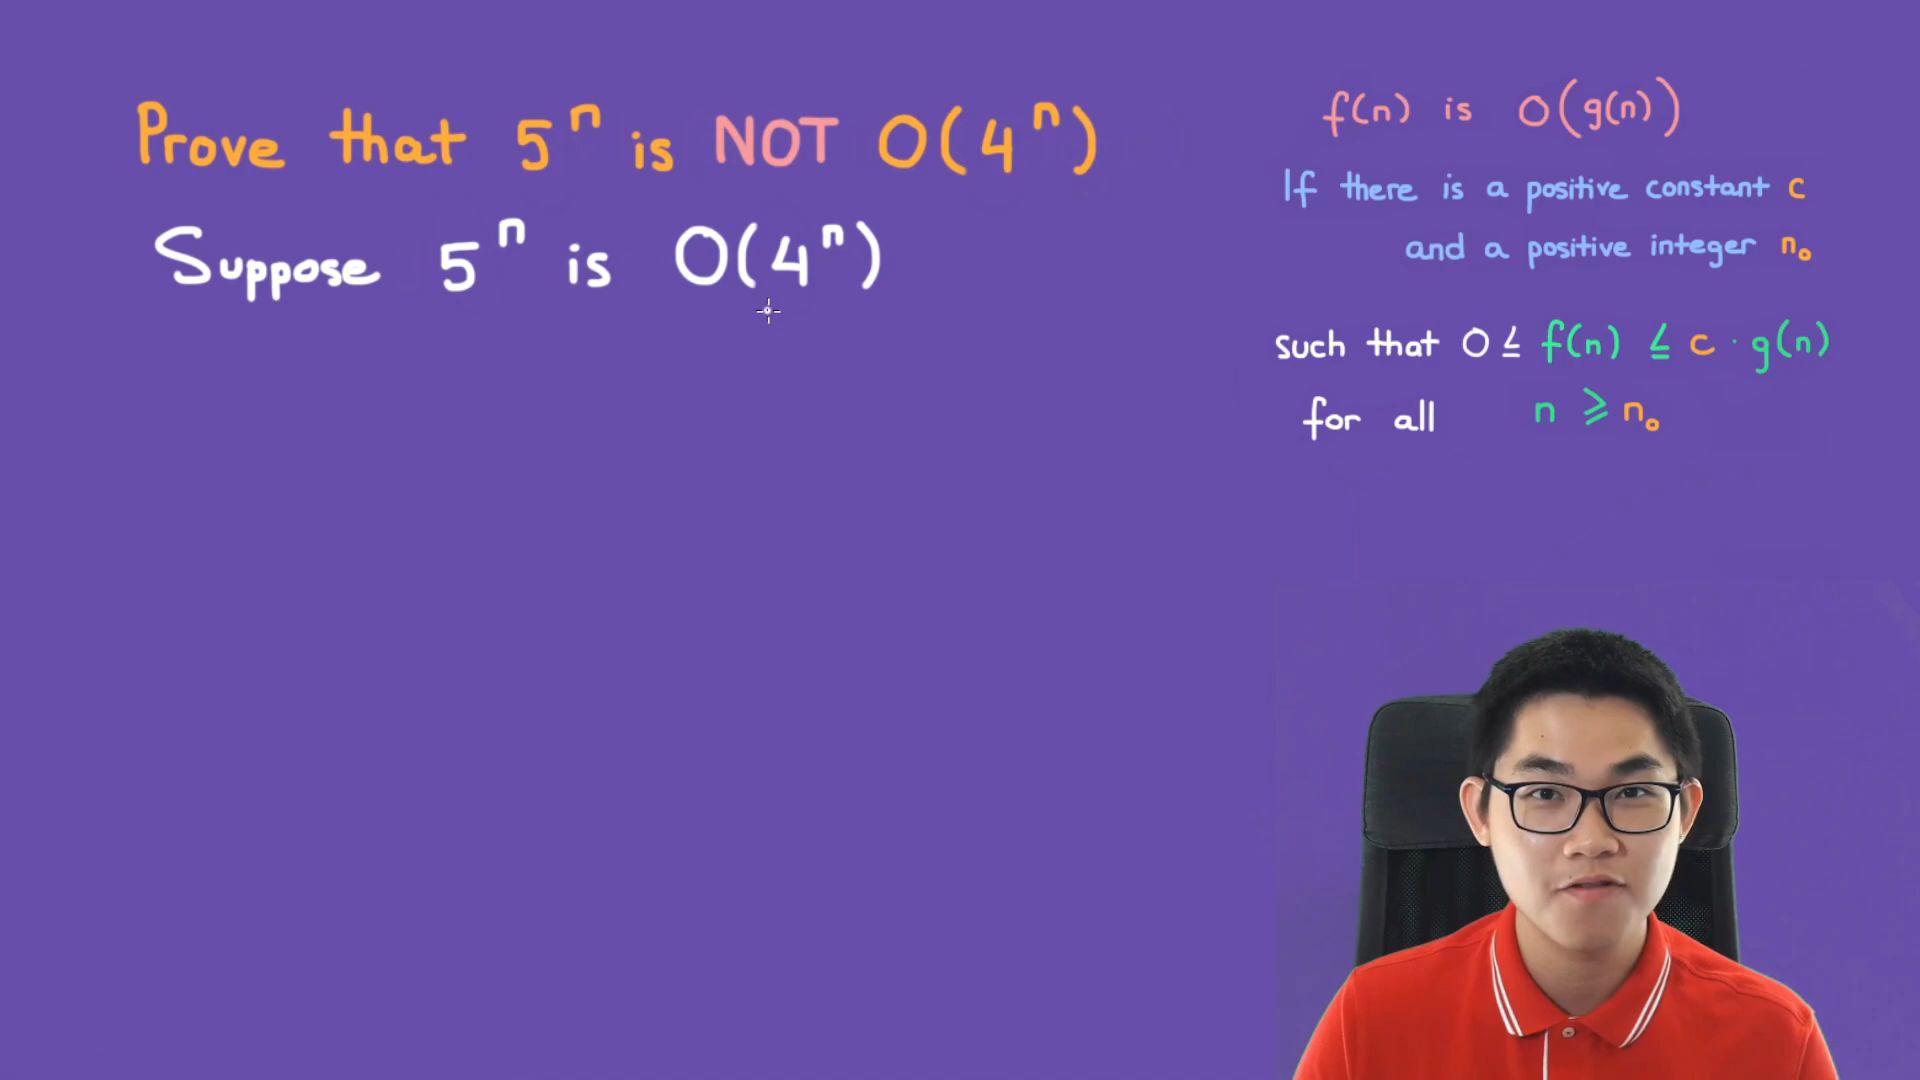 Prove that 5ⁿ is NOT O(4ⁿ)
Suppose 5ⁿ is O(4ⁿ)
f(n) is O(g(n))
If there is a positive constant c
and a positive integer n₀
such that 0 ≤ f(n) ≤ c · g(n)
for all n ⩾ n₀